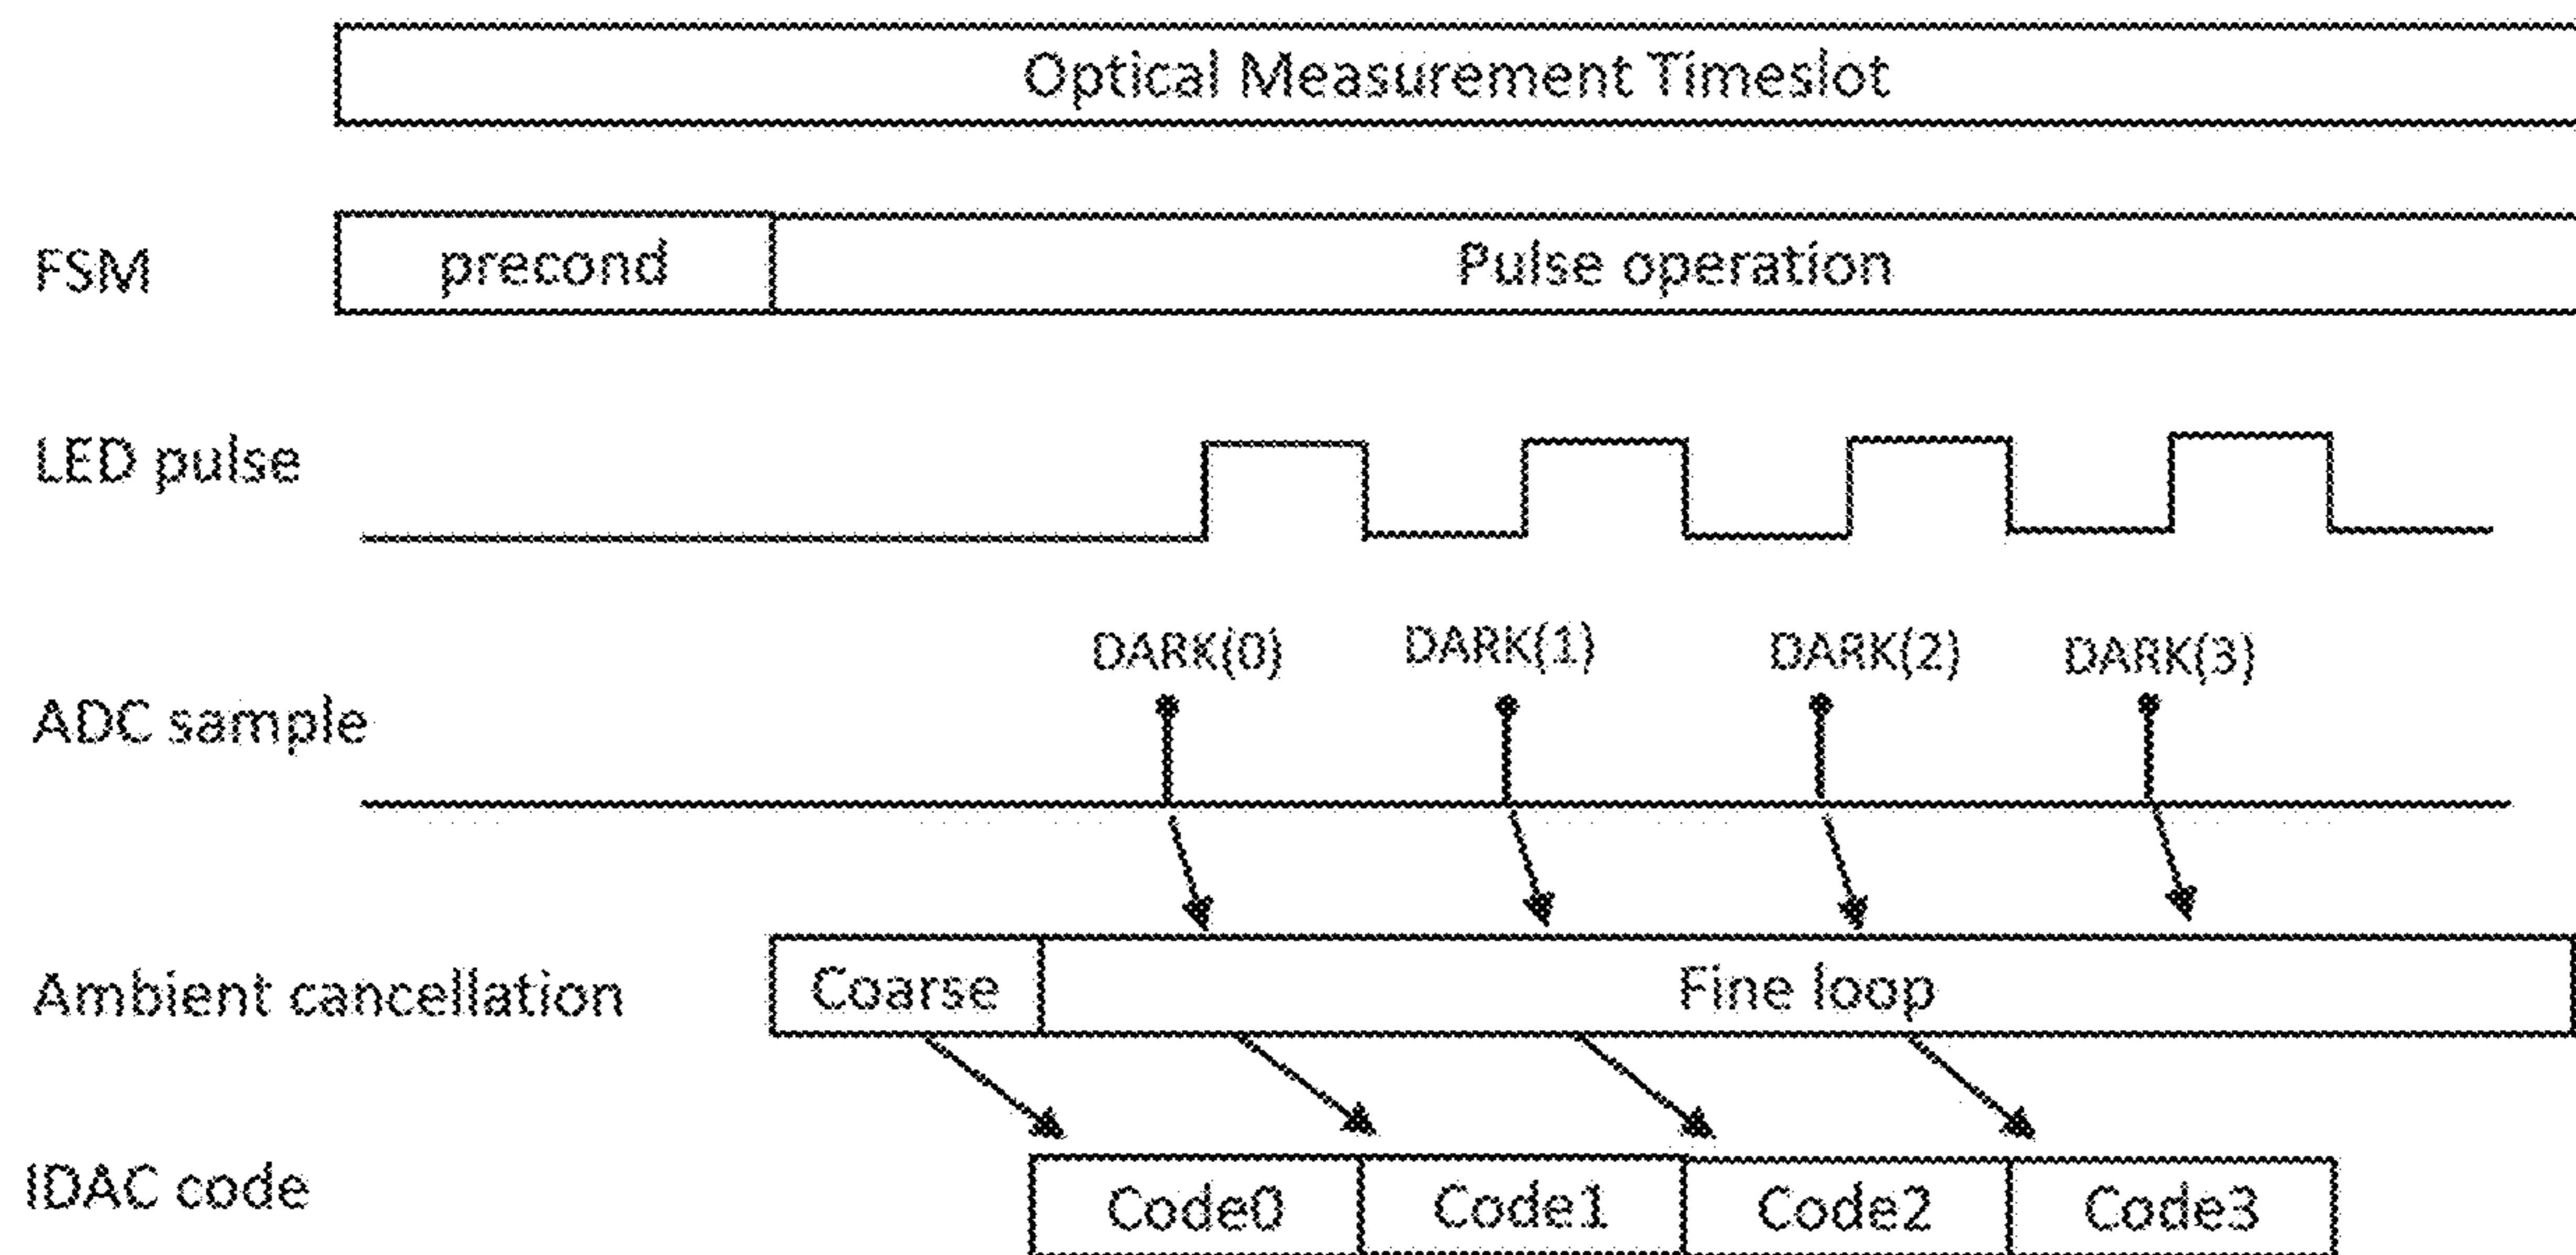 Optical Measurement Timeslot
FSM precond Pulse operation
LED pulse
DARK(0) DARK(1) DARK(2) DARK(3)
ADC sample
Ambient cancellation Coarse Fine loop
IDAC code Code0 Code1 Code2 Code3